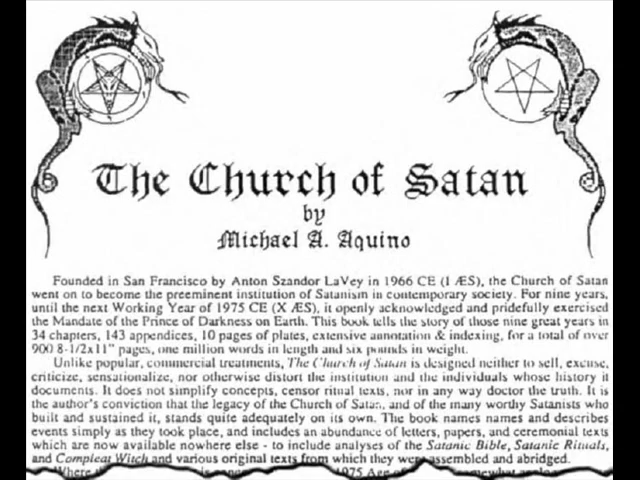 The Church of Satan
by
Michael A. Aquino
Founded in San Francisco by Anton Szandor LaVey in 1966 CE (I ÆS), the Church of Satan
went on to become the preeminent institution of Satanism in contemporary society. For nine years,
until the next Working Year of 1975 CE (X ÆS), it openly acknowledged and pridefully exercised
the Mandate of the Prince of Darkness on Earth. This book tells the story of those nine great years in
34 chapters, 143 appendices, 10 pages of plates, extensive annotation & indexing, for a total of over
900 8-1/2x11" pages, one million words in length and six pounds in weight.
Unlike popular, commercial treatments, The Church of Satan is designed neither to sell, excuse,
criticize, sensationalize, nor otherwise distort the institution and the individuals whose history it
documents. It does not simplify concepts, censor ritual texts, nor in any way doctor the truth. It is
the author's conviction that the legacy of the Church of Satan, and of the many worthy Satanists who
built and sustained it, stands quite adequately on its own. The book names names and describes
events simply as they took place, and includes an abundance of letters, papers, and ceremonial texts
which are now available nowhere else - to include analyses of the Satanic Bible, Satanic Rituals,
and Compleat Witch and various original texts from which they were assembled and abridged.
Where 1975